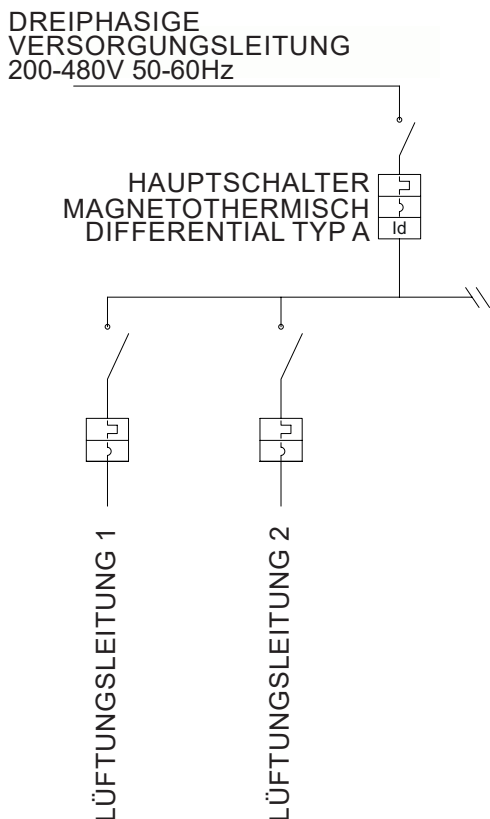 DREIPHASIGE
VERSORGUNGSLEITUNG
200-480V 50-60Hz
HAUPTSCHALTER
MAGNETOTHERMISCH
DIFFERENTIAL TYP A
Id
LÜFTUNGSLEITUNG 1
LÜFTUNGSLEITUNG 2